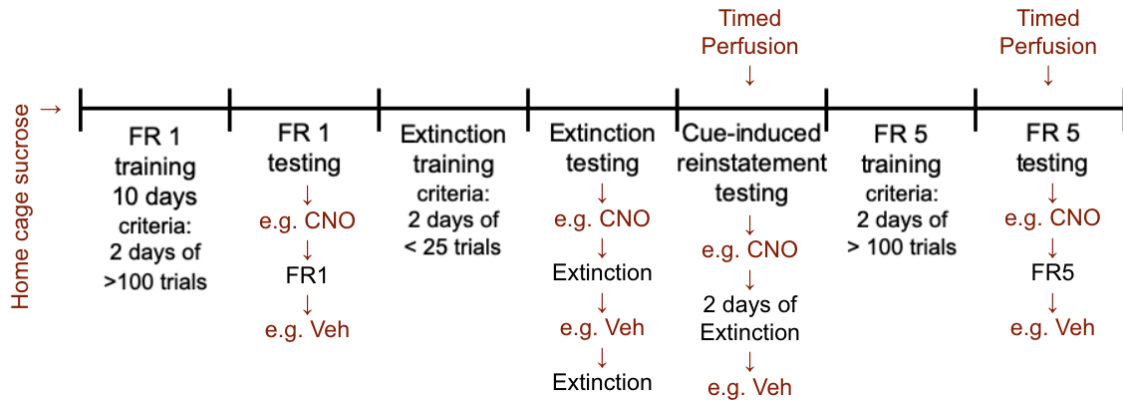 Timed
Perfusion
↓
Timed
Perfusion
↓
Home cage sucrose →
FR 1
training
10 days
criteria:
2 days of
>100 trials
FR 1
testing
↓
e.g. CNO
↓
FR1
↓
e.g. Veh
Extinction
training
criteria:
2 days of
< 25 trials
Extinction
testing
↓
e.g. CNO
↓
Extinction
↓
e.g. Veh
↓
Extinction
Cue-induced
reinstatement
testing
↓
e.g. CNO
↓
2 days of
Extinction
↓
e.g. Veh
FR 5
training
criteria:
2 days of
> 100 trials
FR 5
testing
↓
e.g. CNO
↓
FR5
↓
e.g. Veh